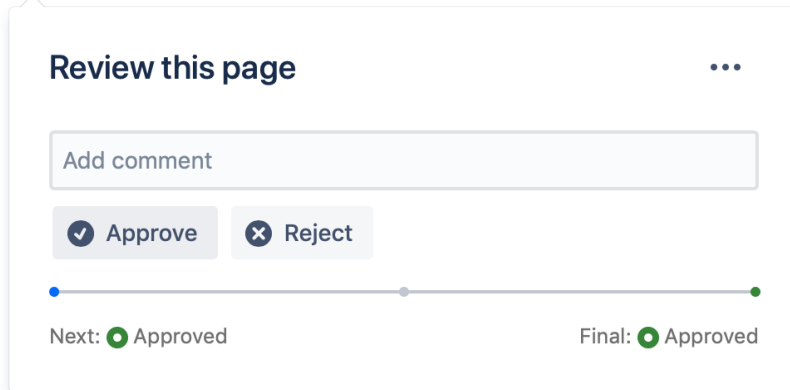 Review this page
Add comment
Approve Reject
Next: Approved Final: Approved